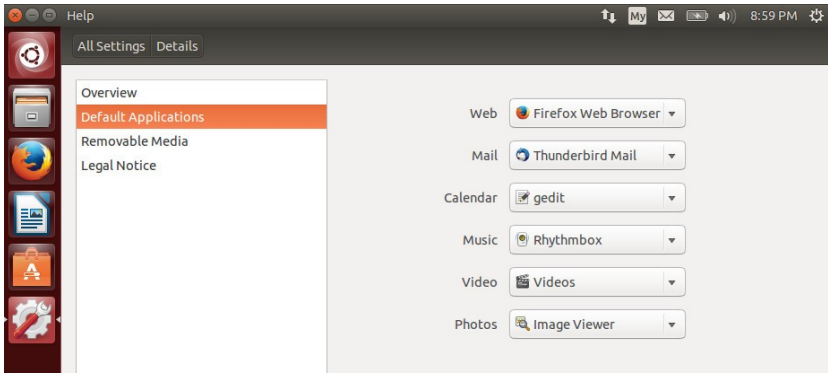 Help My 8:59 PM
All Settings Details
Overview
Default Applications
Removable Media
Legal Notice
Web Firefox Web Browser
Mail Thunderbird Mail
Calendar gedit
Music Rhythmbox
Video Videos
Photos Image Viewer